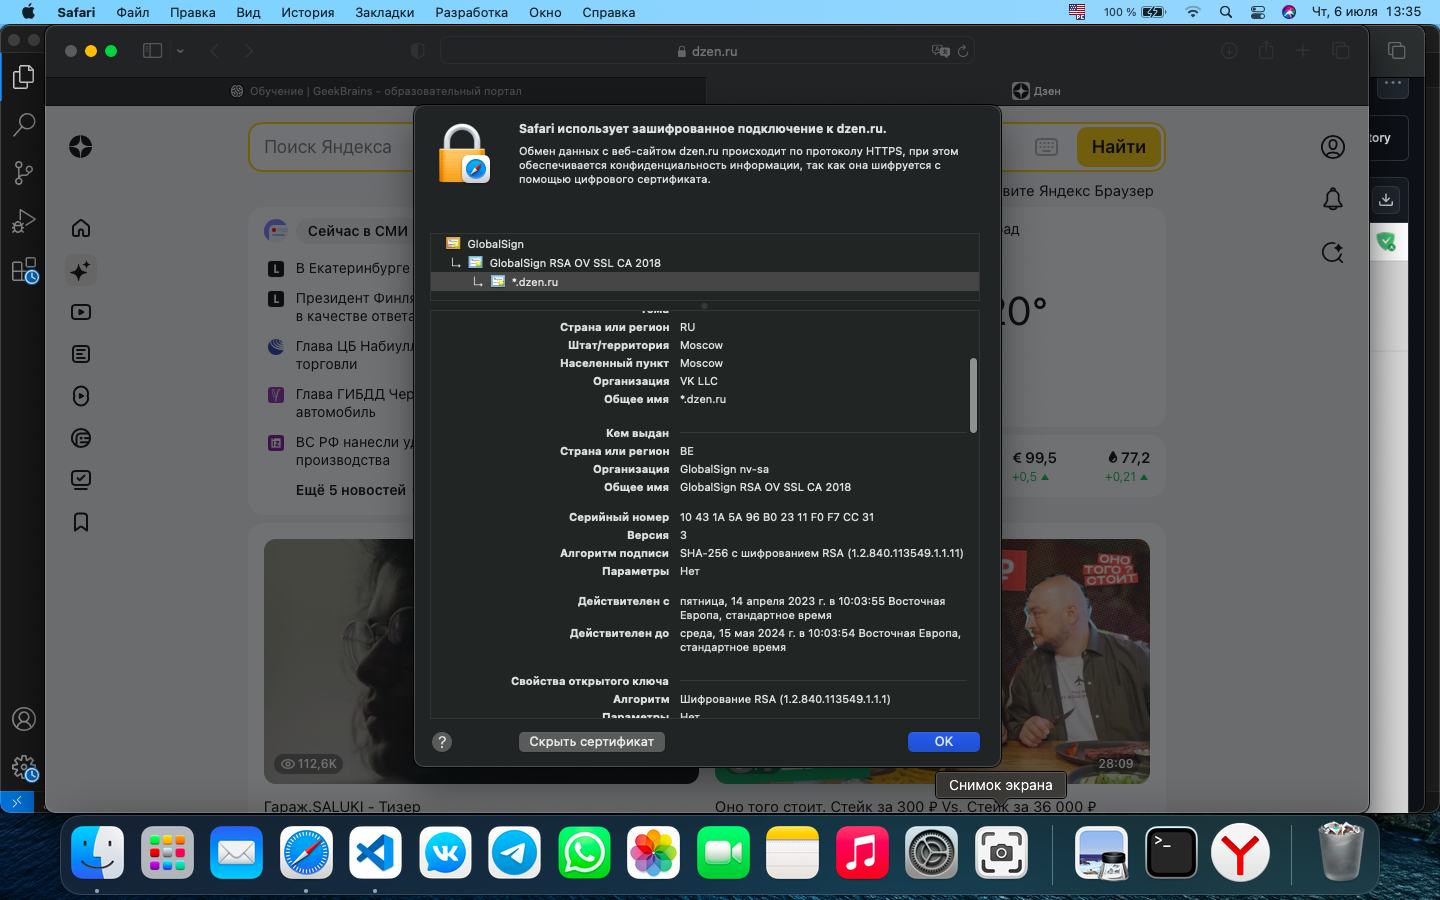 Safari Файл Правка Вид История Закладки Разработка Окно Справка 100 % Чт, 6 июля 13:35
dzen.ru
Обучение | GeekBrains – образовательный портал
Дзен
Поиск Яндекса
Найти
вите Яндекс Браузер
Сейчас в СМИ
В Екатеринбурге
Президент Финля
в качестве ответа
Глава ЦБ Набиулл
торговли
Глава ГИБДД Чер
автомобиль
ВС РФ нанесли уд
производства
Ещё 5 новостей
Safari использует зашифрованное подключение к dzen.ru.
Обмен данных с веб-сайтом dzen.ru происходит по протоколу HTTPS, при этом
обеспечивается конфиденциальность информации, так как она шифруется с
помощью цифрового сертификата.
GlobalSign
GlobalSign RSA OV SSL CA 2018
*.dzen.ru
Тема
Страна или регион RU
Штат/территория Moscow
Населенный пункт Moscow
Организация VK LLC
Общее имя *.dzen.ru
Кем выдан
Страна или регион BE
Организация GlobalSign nv-sa
Общее имя GlobalSign RSA OV SSL CA 2018
Серийный номер 10 43 1A 5A 96 B0 23 11 F0 F7 CC 31
Версия 3
Алгоритм подписи SHA-256 с шифрованием RSA (1.2.840.113549.1.1.11)
Параметры Нет
Действителен с пятница, 14 апреля 2023 г. в 10:03:55 Восточная
Европа, стандартное время
Действителен до среда, 15 мая 2024 г. в 10:03:54 Восточная Европа,
стандартное время
Свойства открытого ключа
Алгоритм Шифрование RSA (1.2.840.113549.1.1.1)
Параметры Нет
? Скрыть сертификат OK
ад
20°
€ 99,5 77,2
+0,5 +0,21
ОНО
ТОГО?
СТОИТ
₽
112,6K
28:09
Гараж.SALUKI - Тизер
Оно того стоит. Стейк за 300 ₽ Vs. Стейк за 36 000 ₽
Снимок экрана
tory